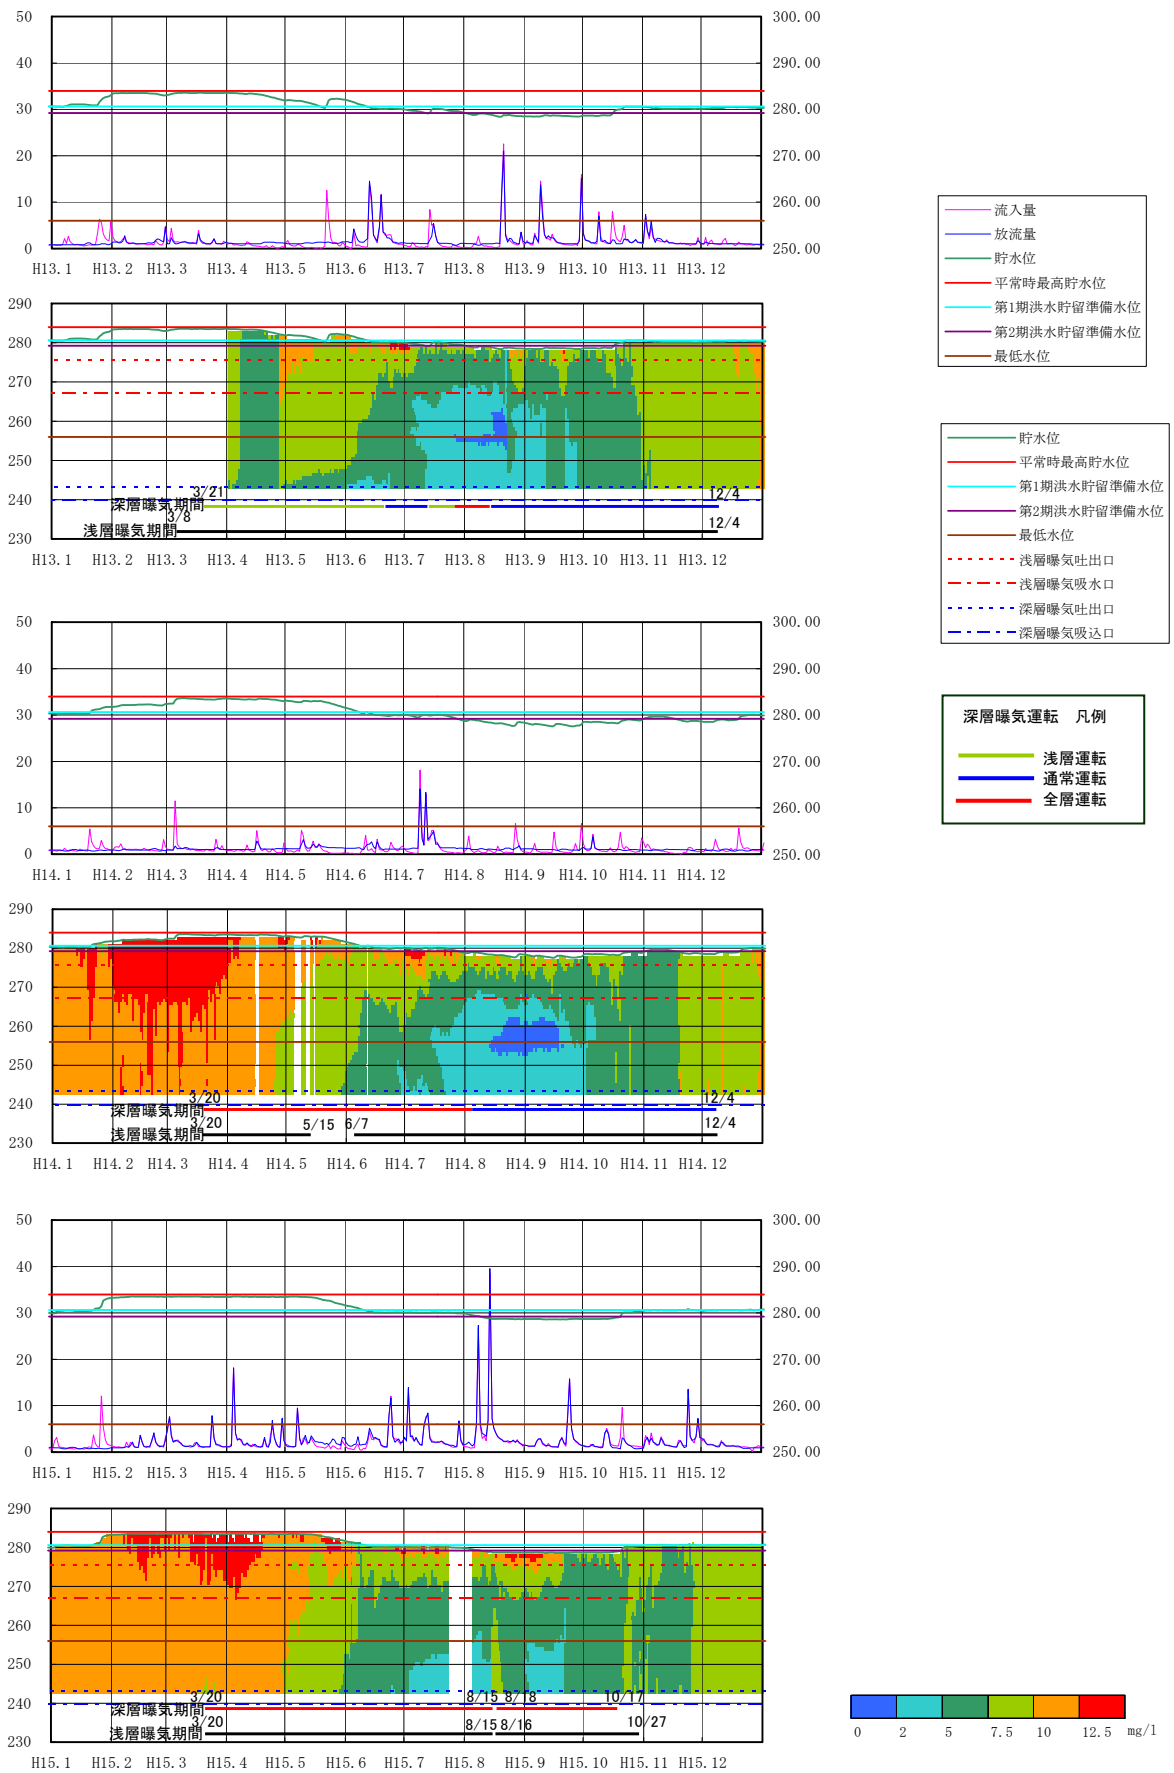 50 300.00
40 290.00
30 280.00
20 270.00
10 260.00
0 250.00
H13.1 H13.2 H13.3 H13.4 H13.5 H13.6 H13.7 H13.8 H13.9 H13.10 H13.11 H13.12
流入量
放流量
貯水位
平常時最高貯水位
第1期洪水貯留準備水位
第2期洪水貯留準備水位
最低水位
290
280
270
260
250
240
230
3/21 12/4
深層曝気期間
3/8 12/4
浅層曝気期間
H13.1 H13.2 H13.3 H13.4 H13.5 H13.6 H13.7 H13.8 H13.9 H13.10 H13.11 H13.12
貯水位
平常時最高貯水位
第1期洪水貯留準備水位
第2期洪水貯留準備水位
最低水位
浅層曝気吐出口
浅層曝気吸水口
深層曝気吐出口
深層曝気吸込口
50 300.00
40 290.00
30 280.00
20 270.00
10 260.00
0 250.00
H14.1 H14.2 H14.3 H14.4 H14.5 H14.6 H14.7 H14.8 H14.9 H14.10 H14.11 H14.12
深層曝気運転 凡例
浅層運転
通常運転
全層運転
290
280
270
260
250
240
230
3/20 12/4
深層曝気期間
3/20 5/15 6/7 12/4
浅層曝気期間
H14.1 H14.2 H14.3 H14.4 H14.5 H14.6 H14.7 H14.8 H14.9 H14.10 H14.11 H14.12
50 300.00
40 290.00
30 280.00
20 270.00
10 260.00
0 250.00
H15.1 H15.2 H15.3 H15.4 H15.5 H15.6 H15.7 H15.8 H15.9 H15.10 H15.11 H15.12
290
280
270
260
250
240
230
3/20 8/15 8/18 10/17
深層曝気期間
3/20 8/15 8/16 10/27
浅層曝気期間
H15.1 H15.2 H15.3 H15.4 H15.5 H15.6 H15.7 H15.8 H15.9 H15.10 H15.11 H15.12
0 2 5 7.5 10 12.5 mg/l